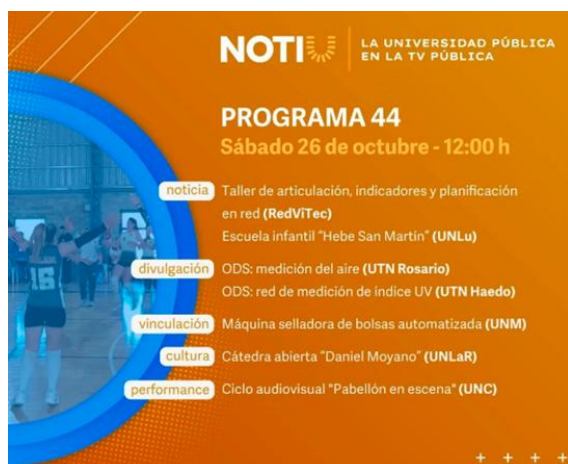 NOTIU
LA UNIVERSIDAD PÚBLICA
EN LA TV PÚBLICA
PROGRAMA 44
Sábado 26 de octubre - 12:00 h
noticia
Taller de articulación, indicadores y planificación
en red (RedViTec)
Escuela infantil "Hebe San Martín" (UNLu)
divulgación
ODS: medición del aire (UTN Rosario)
ODS: red de medición de índice UV (UTN Haedo)
vinculación
Máquina selladora de bolsas automatizada (UNM)
cultura
Cátedra abierta "Daniel Moyano" (UNLaR)
performance
Ciclo audiovisual "Pabellón en escena" (UNC)
16